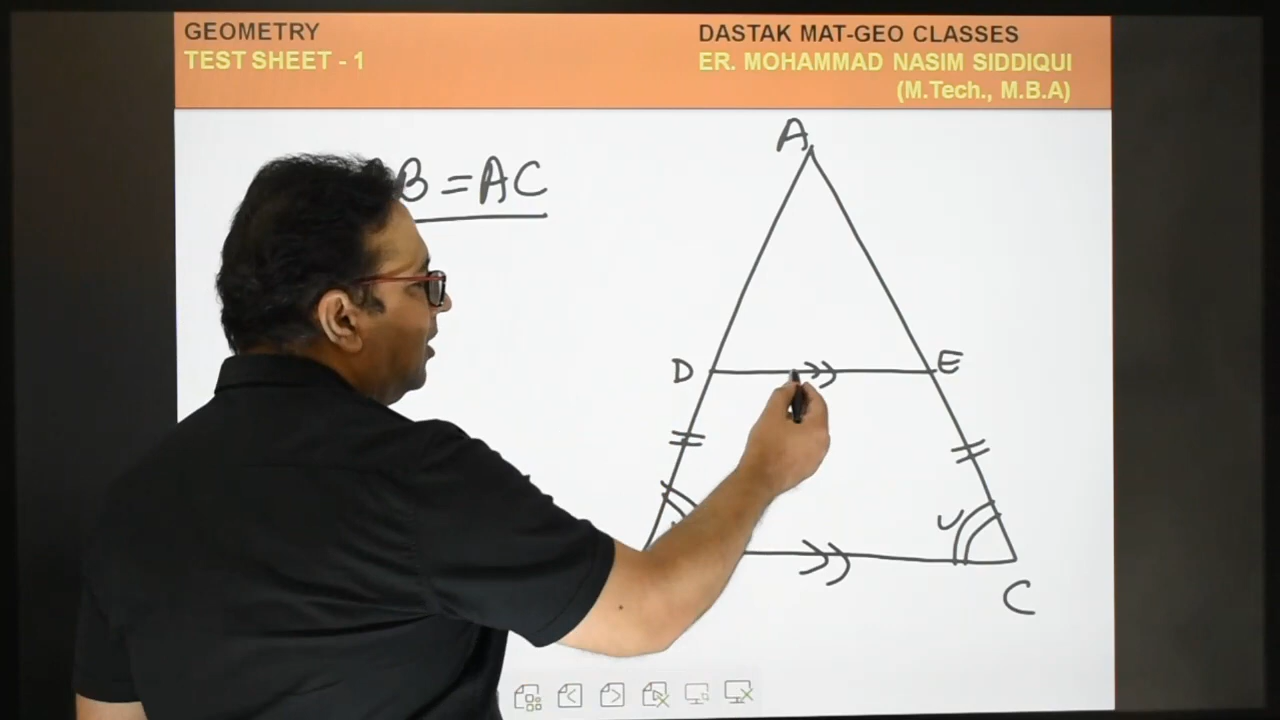 GEOMETRY
TEST SHEET - 1
DASTAK MAT-GEO CLASSES
ER. MOHAMMAD NASIM SIDDIQUI
(M.Tech., M.B.A)
B = AC
A
D
E
C